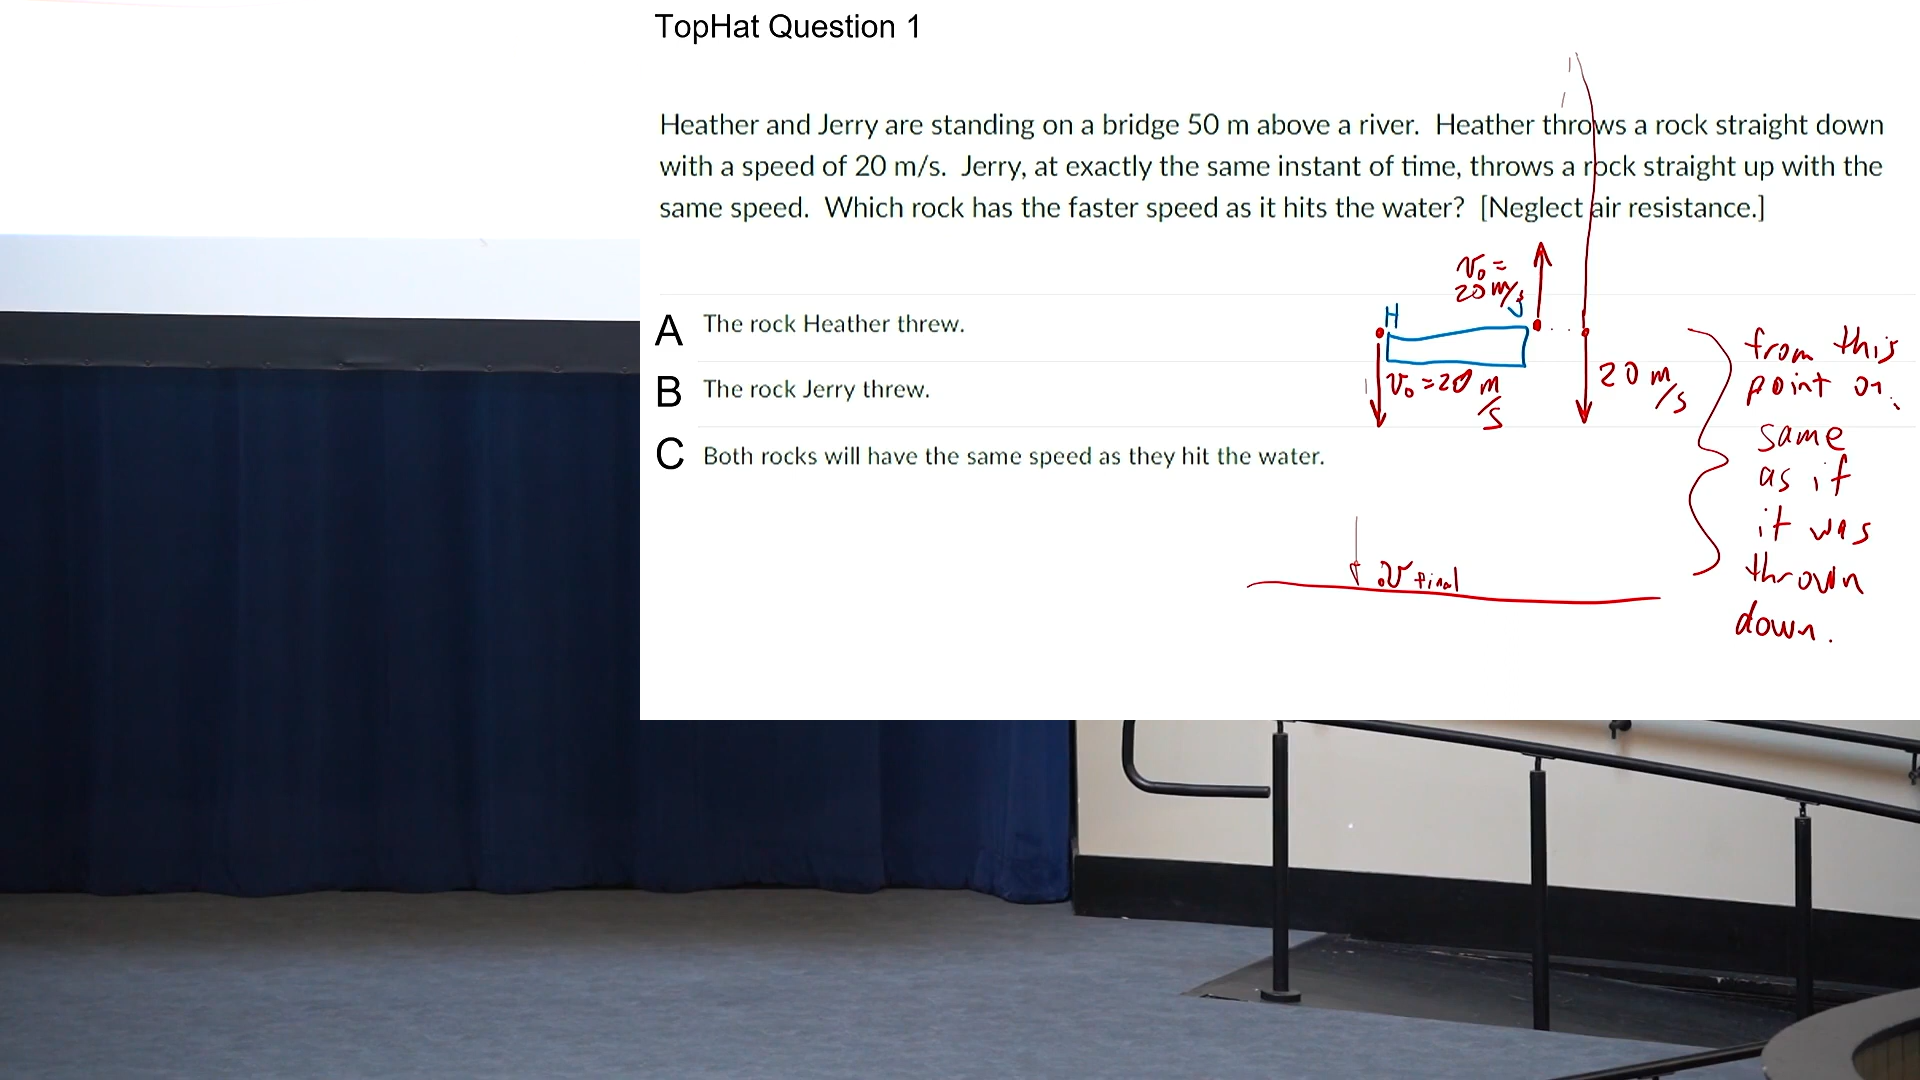 TopHat Question 1
Heather and Jerry are standing on a bridge 50 m above a river. Heather throws a rock straight down
with a speed of 20 m/s. Jerry, at exactly the same instant of time, throws a rock straight up with the
same speed. Which rock has the faster speed as it hits the water? [Neglect air resistance.]
v₀ =
20 m/s
H
J
A The rock Heather threw.
B The rock Jerry threw.
C Both rocks will have the same speed as they hit the water.
v₀ = 20 m/s
20 m/s
from this
point on.
same
as if
it was
thrown
down.
v final